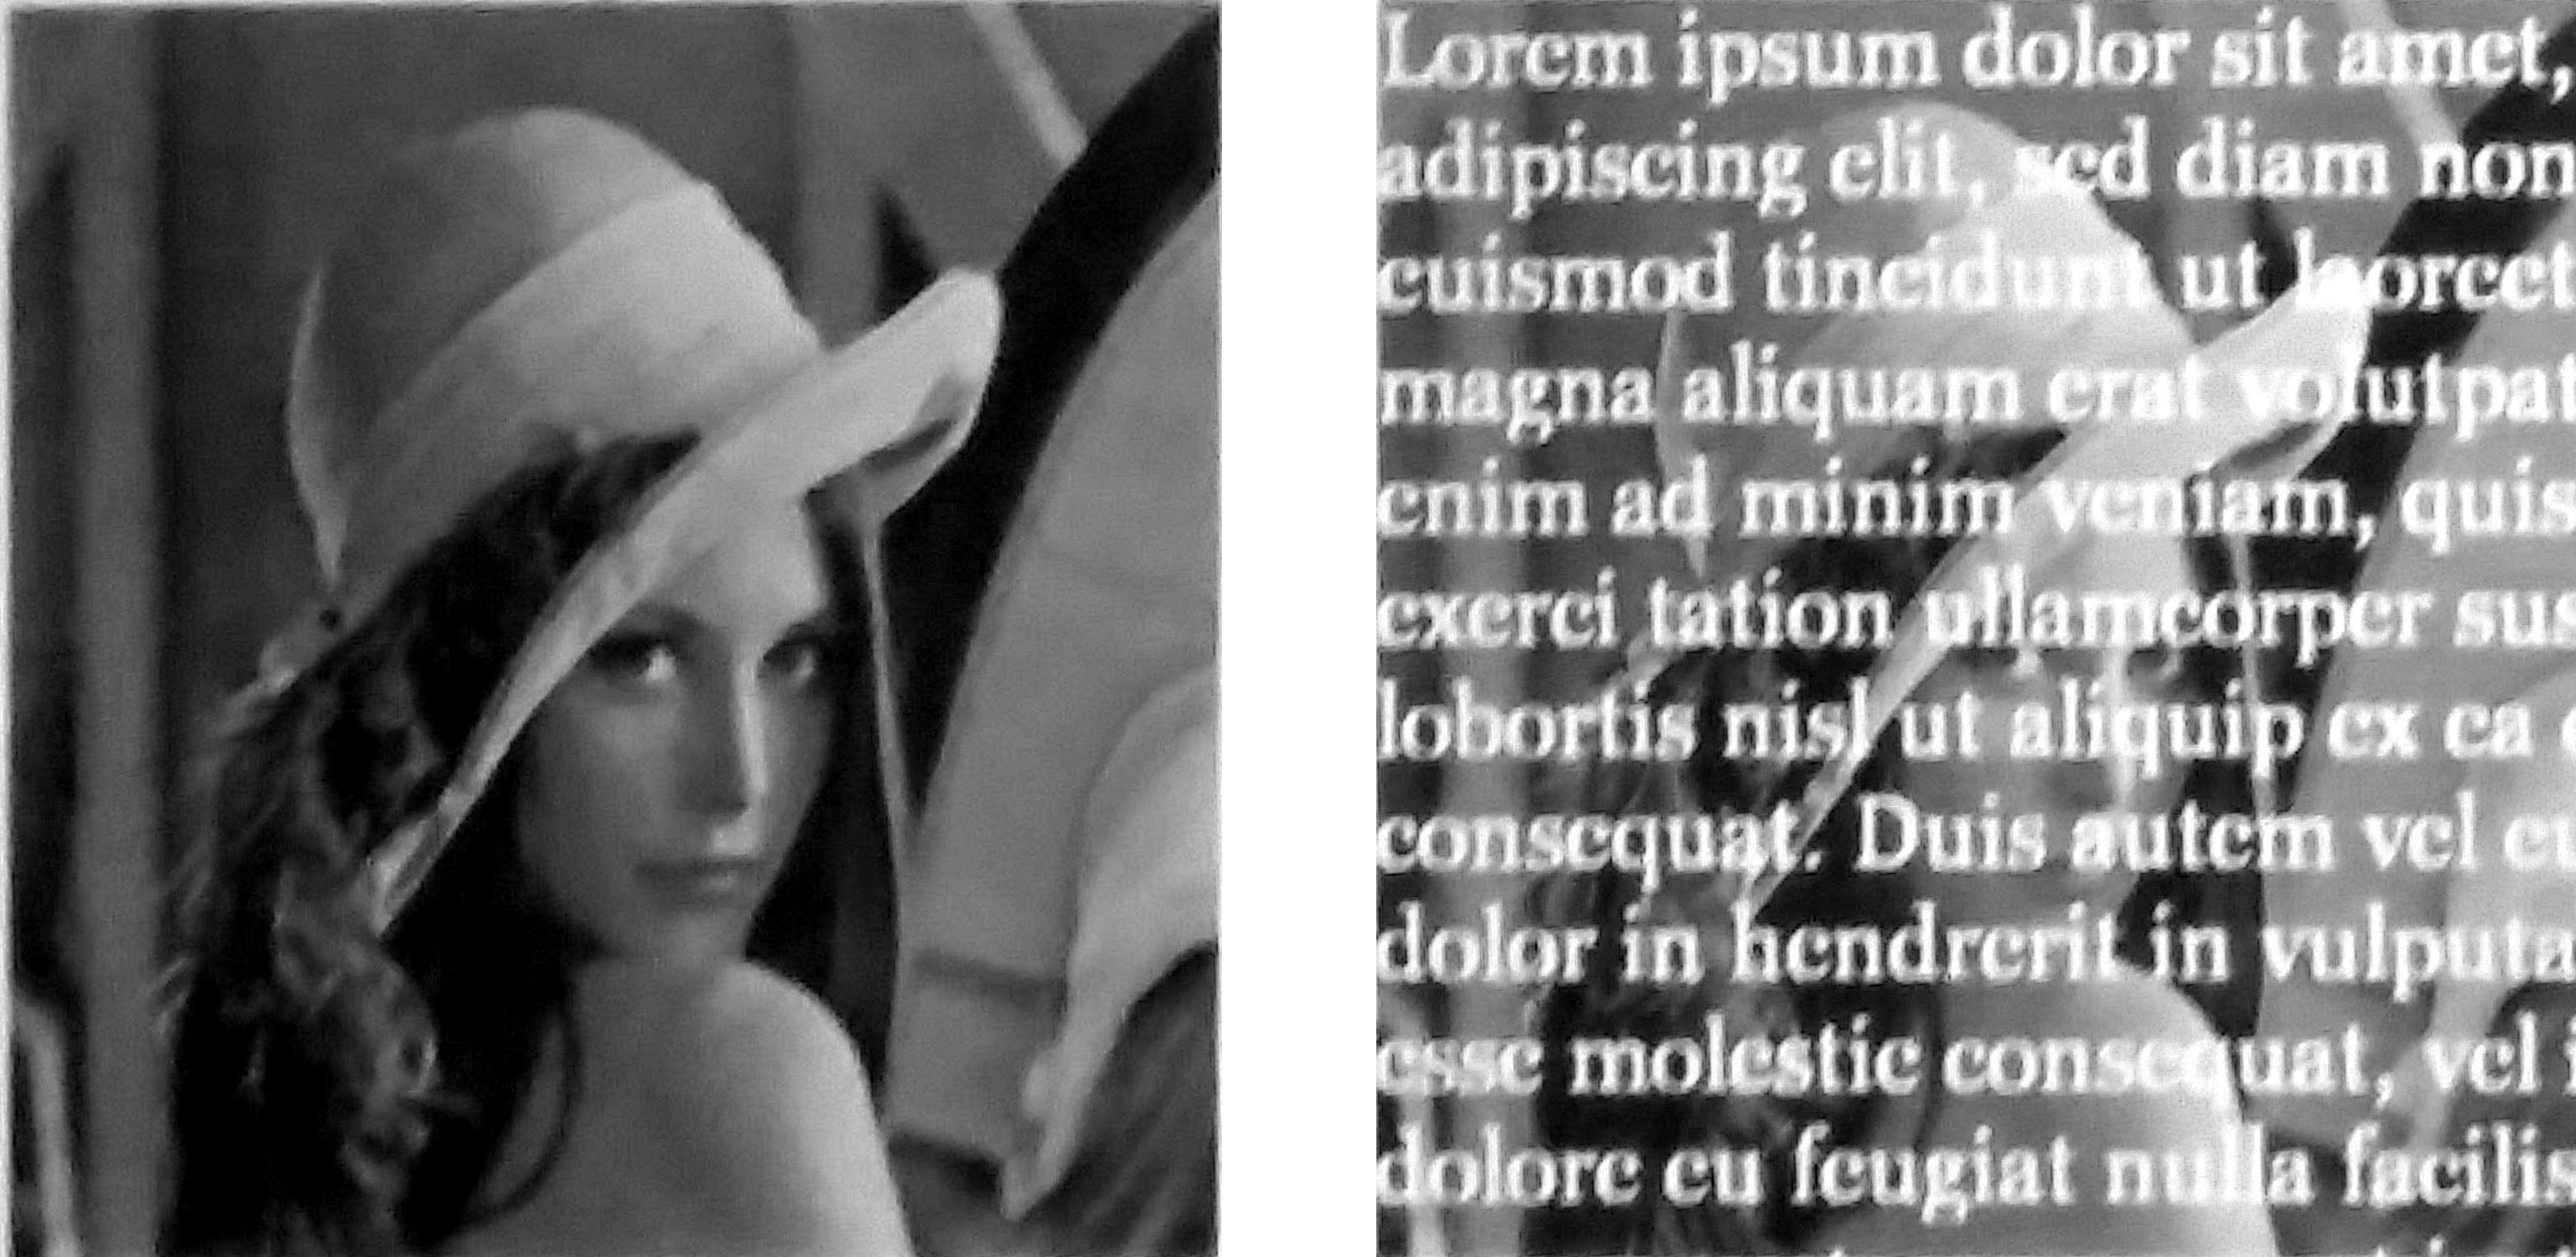 Lorem ipsum dolor sit amet,
adipiscing elit, sed diam non
euismod tincidunt ut laoreet
magna aliquam erat volutpat
enim ad minim veniam, quis
exerci tation ullamcorper sus
lobortis nisl ut aliquip ex ea
consequat. Duis autem vel eu
dolor in hendrerit in vulputa
esse molestie consequat, vel i
dolore eu feugiat nulla facilis